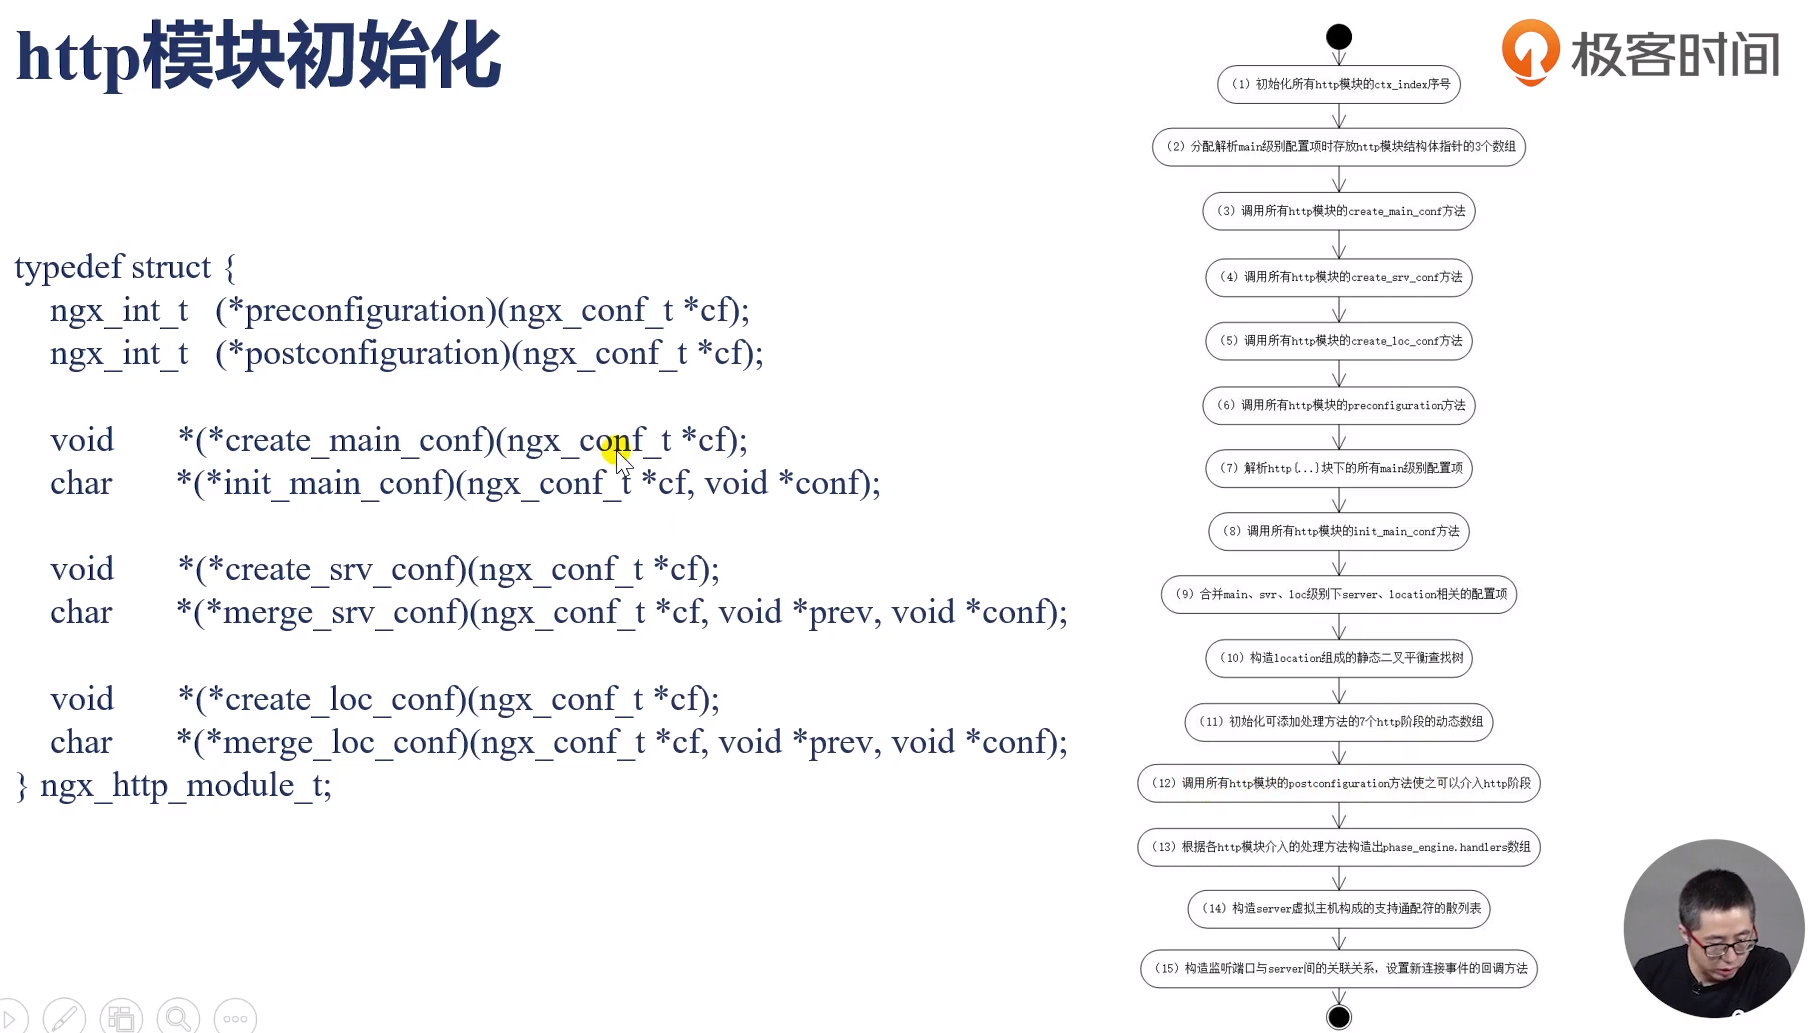 http模块初始化
极客时间
typedef struct {
ngx_int_t (*preconfiguration)(ngx_conf_t *cf);
ngx_int_t (*postconfiguration)(ngx_conf_t *cf);
void *(*create_main_conf)(ngx_conf_t *cf);
char *(*init_main_conf)(ngx_conf_t *cf, void *conf);
void *(*create_srv_conf)(ngx_conf_t *cf);
char *(*merge_srv_conf)(ngx_conf_t *cf, void *prev, void *conf);
void *(*create_loc_conf)(ngx_conf_t *cf);
char *(*merge_loc_conf)(ngx_conf_t *cf, void *prev, void *conf);
} ngx_http_module_t;
（1）初始化所有http模块的ctx_index序号
（2）分配解析main级别配置项时存放http模块结构体指针的3个数组
（3）调用所有http模块的create_main_conf方法
（4）调用所有http模块的create_srv_conf方法
（5）调用所有http模块的create_loc_conf方法
（6）调用所有http模块的preconfiguration方法
（7）解析http{...}块下的所有main级别配置项
（8）调用所有http模块的init_main_conf方法
（9）合并main、svr、loc级别下server、location相关的配置项
（10）构造location组成的静态二叉平衡查找树
（11）初始化可添加处理方法的7个http阶段的动态数组
（12）调用所有http模块的postconfiguration方法使之可以介入http阶段
（13）根据各http模块介入的处理方法构造出phase_engine.handlers数组
（14）构造server虚拟主机构成的支持通配符的散列表
（15）构造监听端口与server间的关联关系，设置新连接事件的回调方法